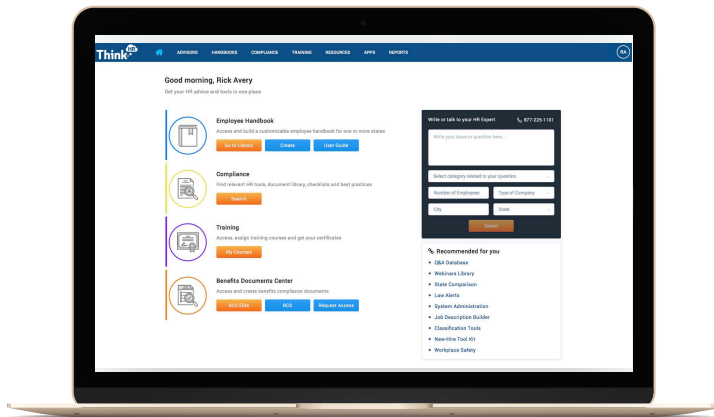 Think HR
ADVISORS HANDBOOKS COMPLIANCE TRAINING RESOURCES APPS REPORTS
RA
Good morning, Rick Avery
Get your HR advice and tools in one place
Employee Handbook
Access and build a customizable employee handbook for one or more states
Go to Library Create User Guide
Compliance
Find relevant HR tools, document library, checklists and best practices
Search
Training
Access, assign training courses and get your certificates
My Courses
Benefits Documents Center
Access and create benefits compliance documents
BCS Elite BCS Request Access
Write or talk to your HR Expert 877-225-1101
Write your issue or question here..
Select category related to your question
Number of Employees Type of Company
City State
Submit
Recommended for you
Q&A Database
Webinars Library
State Comparison
Law Alerts
System Administration
Job Description Builder
Classification Tools
New-Hire Tool Kit
Workplace Safety